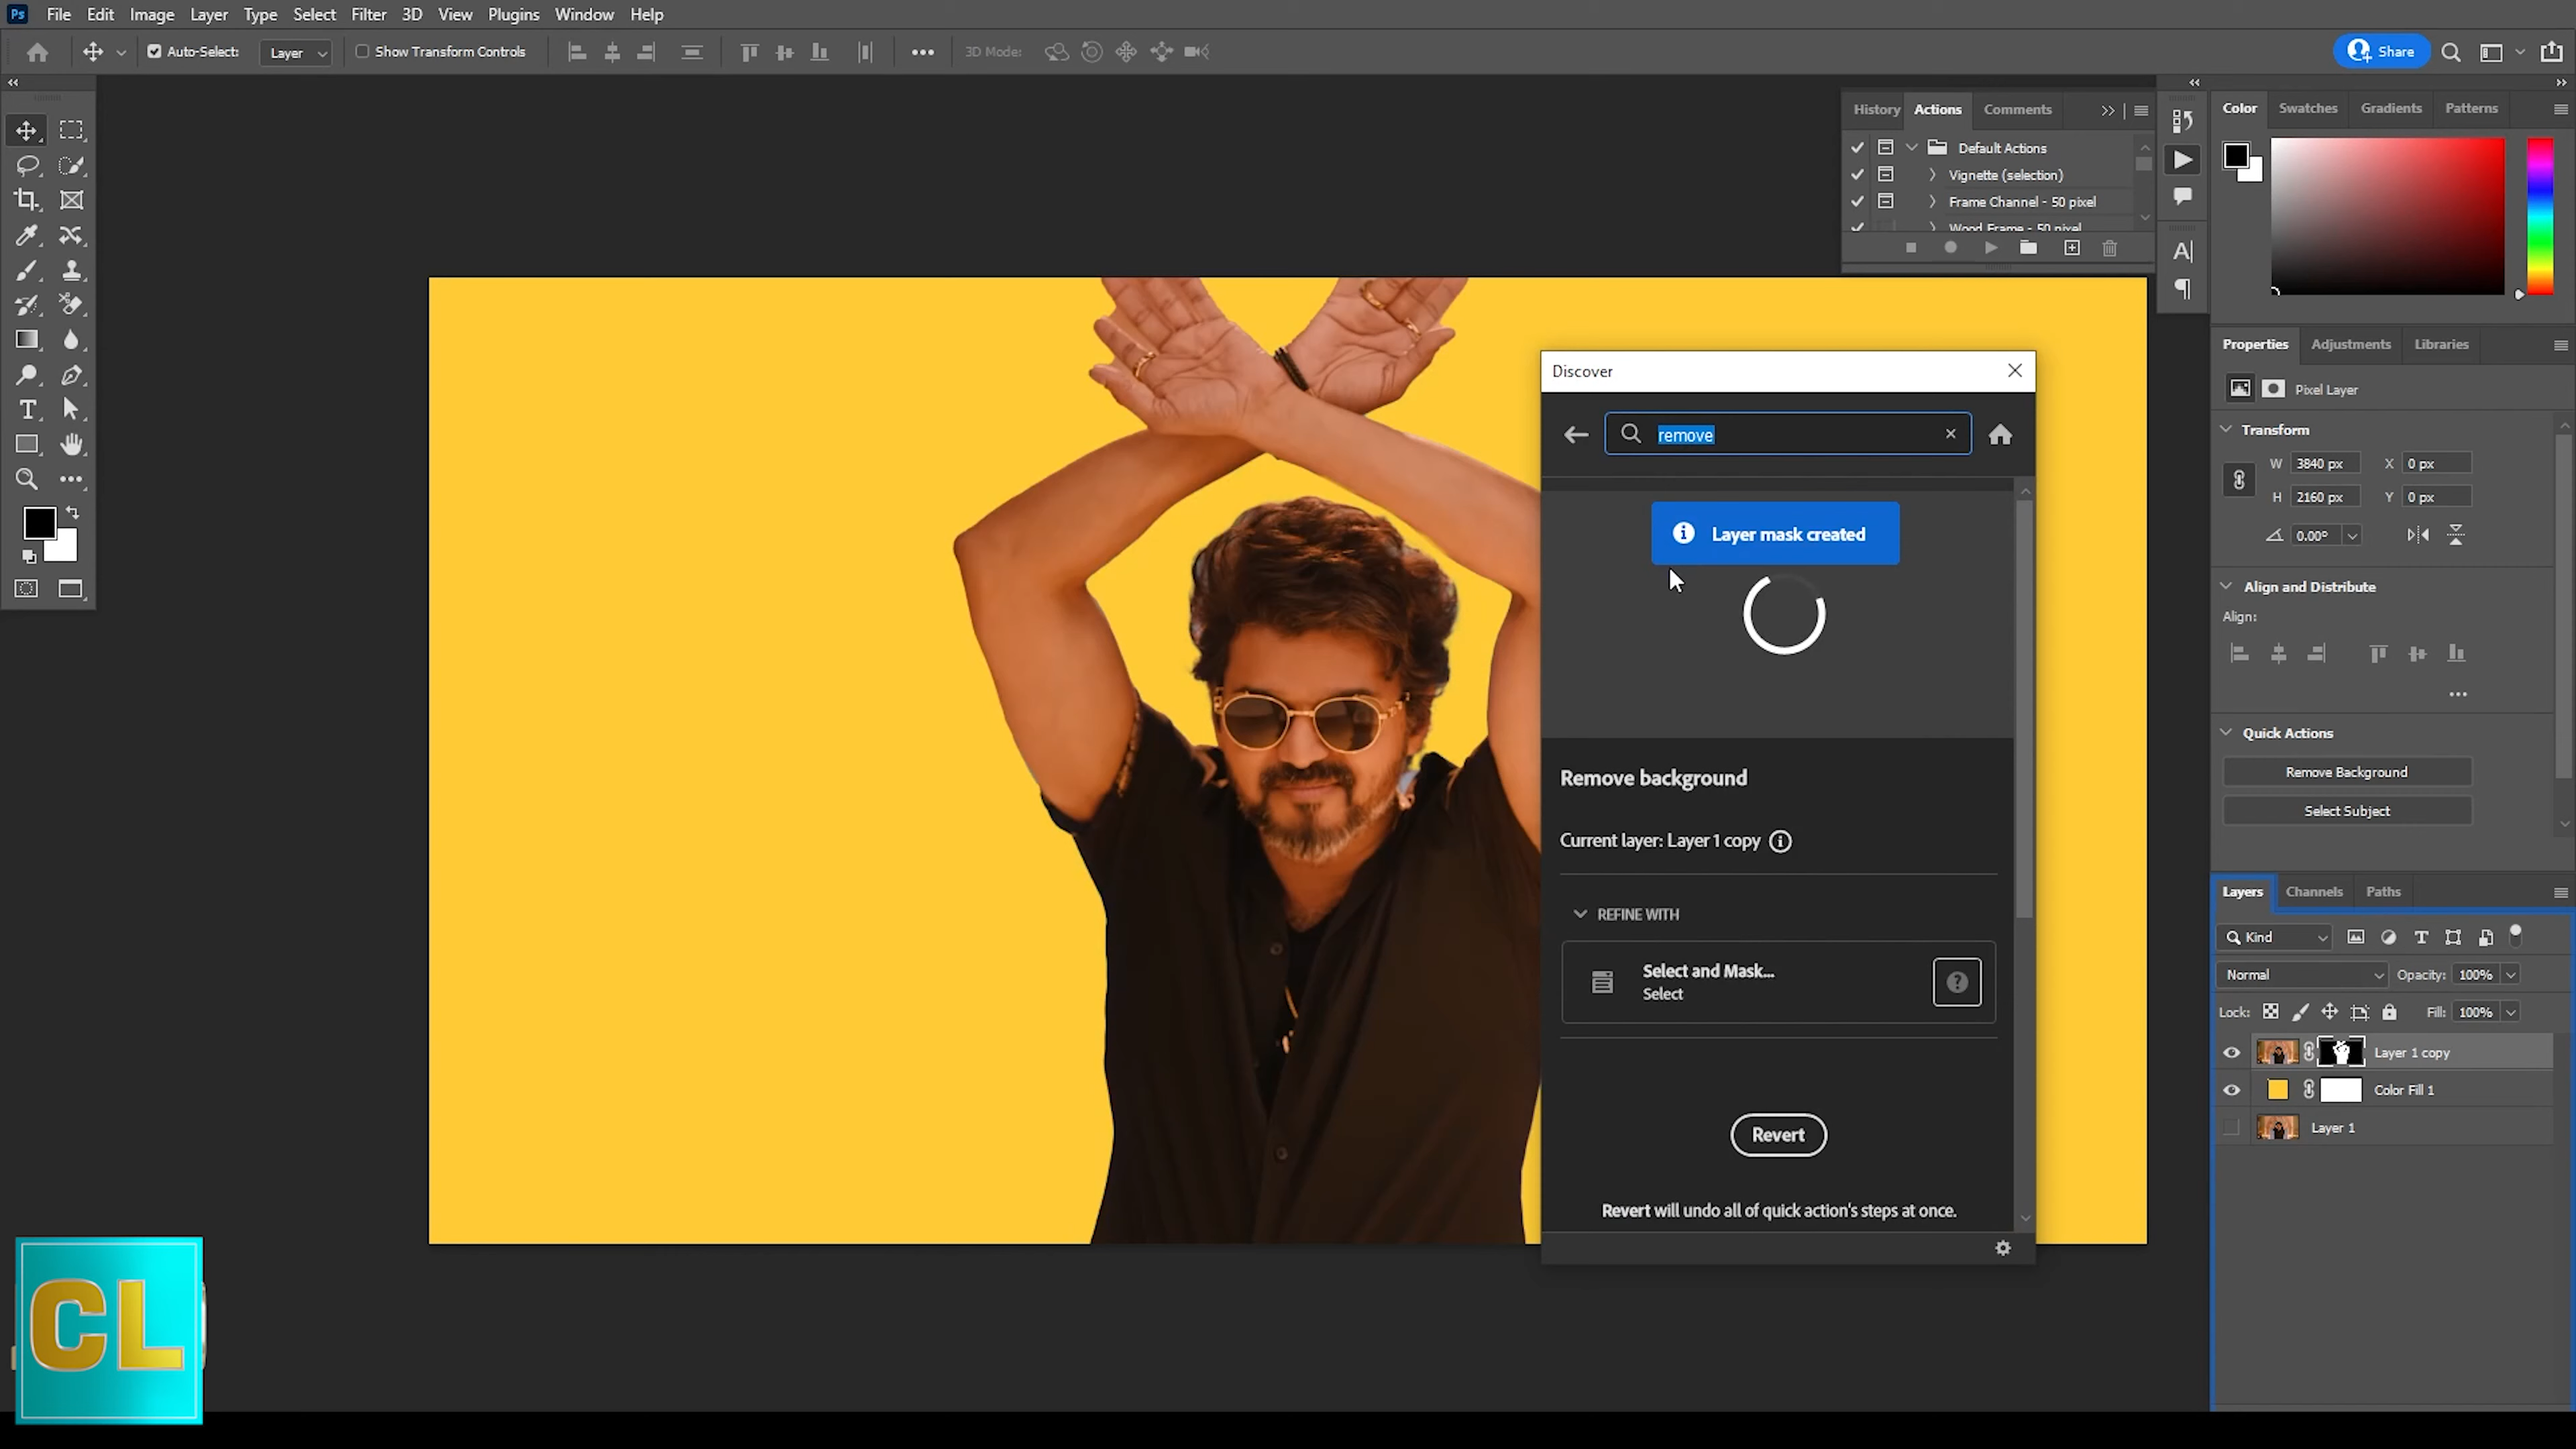 Ps File Edit Image Layer Type Select Filter 3D View Plugins Window Help
Auto-Select: Layer Show Transform Controls 3D Mode: Share
History Actions Comments
Default Actions
Vignette (selection)
Frame Channel - 50 pixel
Wood Frame - 50 pixel
Color Swatches Gradients Patterns
Properties Adjustments Libraries
Pixel Layer
Transform
W 3840 px X 0 px
H 2160 px Y 0 px
0.00°
Align and Distribute
Align:
Quick Actions
Remove Background
Select Subject
Layers Channels Paths
Kind
Normal Opacity: 100%
Lock: Fill: 100%
Layer 1 copy
Color Fill 1
Layer 1
Discover
remove
Layer mask created
Remove background
Current layer: Layer 1 copy
REFINE WITH
Select and Mask...
Select
Revert
Revert will undo all of quick action's steps at once.
CL